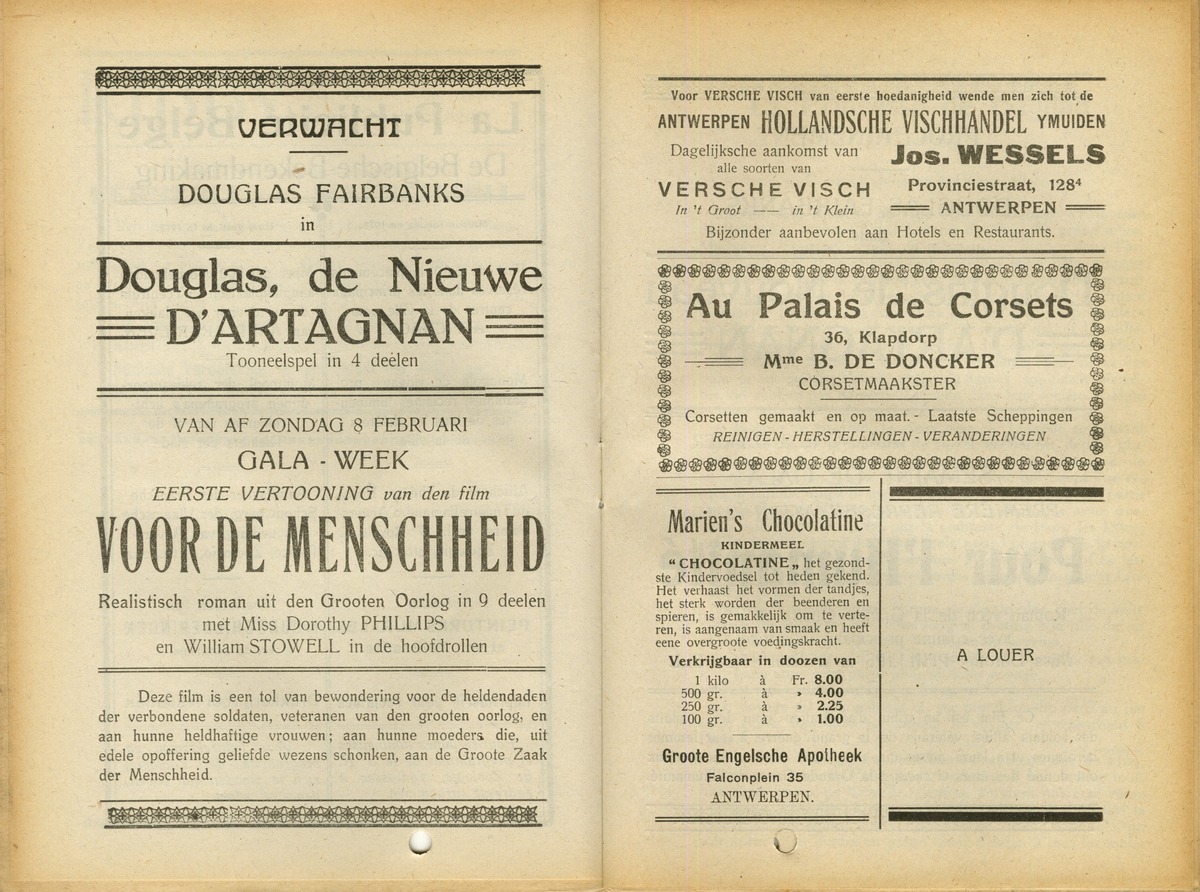 VERWACHT
DOUGLAS FAIRBANKS
in
Douglas, de Nieuwe
D'ARTAGNAN
Tooneelspel in 4 deelen
VAN AF ZONDAG 8 FEBRUARI
GALA - WEEK
EERSTE VERTOONING van den film
VOOR DE MENSCHHEID
Realistisch roman uit den Grooten Oorlog in 9 deelen
met Miss Dorothy PHILLIPS
en William STOWELL in de hoofdrollen
Deze film is een tol van bewondering voor de heldendaden
der verbondene soldaten, veteranen van den grooten oorlog, en
aan hunne heldhaftige vrouwen; aan hunne moeders die, uit
edele opoffering geliefde wezens schonken, aan de Groote Zaak
der Menschheid.
Voor VERSCHE VISCH van eerste hoedanigheid wende men zich tot de
ANTWERPEN HOLLANDSCHE VISCHHANDEL YMUIDEN
Dagelijksche aankomst van
alle soorten van
VERSCHE VISCH
In 't Groot — in 't Klein
Jos. WESSELS
Provinciestraat, 128⁴
ANTWERPEN
Bijzonder aanbevolen aan Hotels en Restaurants.
Au Palais de Corsets
36, Klapdorp
Mme B. DE DONCKER
CORSETMAAKSTER
Corsetten gemaakt en op maat. - Laatste Scheppingen
REINIGEN - HERSTELLINGEN - VERANDERINGEN
Marien's Chocolatine
KINDERMEEL
“ CHOCOLATINE „ het gezond-
ste Kindervoedsel tot heden gekend.
Het verhaast het vormen der tandjes,
het sterk worden der beenderen en
spieren, is gemakkelijk om te verte-
ren, is aangenaam van smaak en heeft
eene overgroote voedingskracht.
Verkrijgbaar in doozen van
1 kilo à Fr. 8.00
500 gr. à » 4.00
250 gr. à » 2.25
100 gr. à » 1.00
Groote Engelsche Apotheek
Falconplein 35
ANTWERPEN.
A LOUER